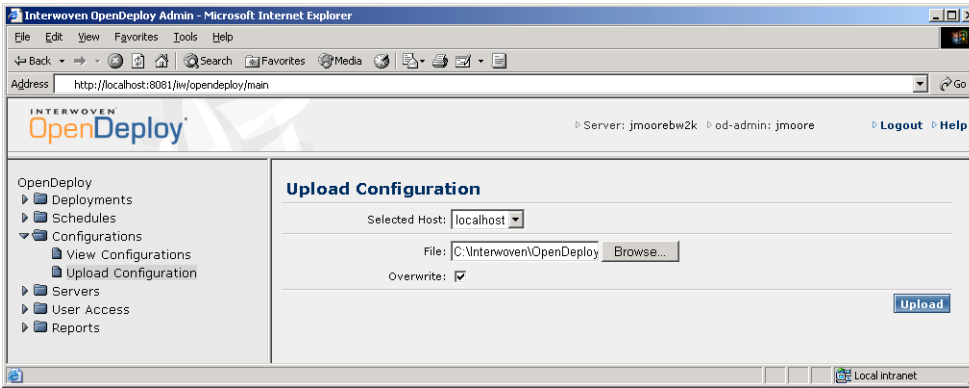 Interwoven OpenDeploy Admin - Microsoft Internet Explorer
File Edit View Favorites Tools Help
Back Search Favorites Media
Address http://localhost:8081/iw/opendeploy/main Go
INTERWOVEN
OpenDeploy
Server: jmoorebw2k od-admin: jmoore Logout Help
OpenDeploy
Deployments
Schedules
Configurations
View Configurations
Upload Configuration
Servers
User Access
Reports
Upload Configuration
Selected Host: localhost
File: C:\Interwoven\OpenDeploy Browse...
Overwrite:
Upload
Local intranet